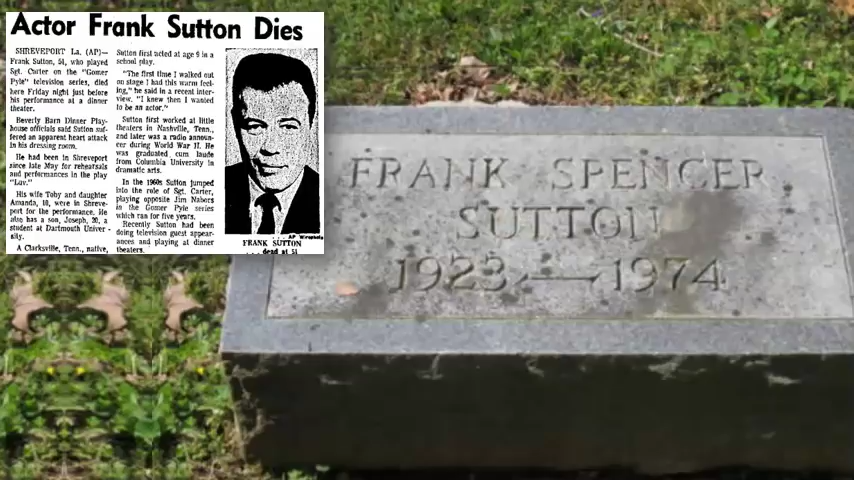 Actor Frank Sutton Dies
SHREVEPORT La. (AP)—
Frank Sutton, 51, who played
Sgt. Carter on the "Gomer
Pyle" television series, died
here Friday night just before
his performance at a dinner
theater.
Beverly Barn Dinner Play-
house officials said Sutton suf-
fered an apparent heart attack
in his dressing room.
He had been in Shreveport
since late May for rehearsals
and performances in the play
"Luv."
His wife Toby and daughter
Amanda, 18, were in Shreve-
port for the performance. He
also has a son, Joseph, 20, a
student at Dartmouth Univer-
sity.
A Clarksville, Tenn., native,
Sutton first acted at age 9 in a
school play.
"The first time I walked out
on stage I had this warm feel-
ing," he said in a recent inter-
view. "I knew then I wanted
to be an actor."
Sutton first worked at little
theaters in Nashville, Tenn.,
and later was a radio announ-
cer during World War II. He
was graduated cum laude
from Columbia University in
dramatic arts.
In the 1960s Sutton jumped
into the role of Sgt. Carter,
playing opposite Jim Nabors
in the Gomer Pyle series
which ran for five years.
Recently Sutton had been
doing television guest appear-
ances and playing at dinner
theaters.
AP Wirephoto
FRANK SUTTON
. . . dead at 51
FRANK SPENCER
SUTTON
1923—1974